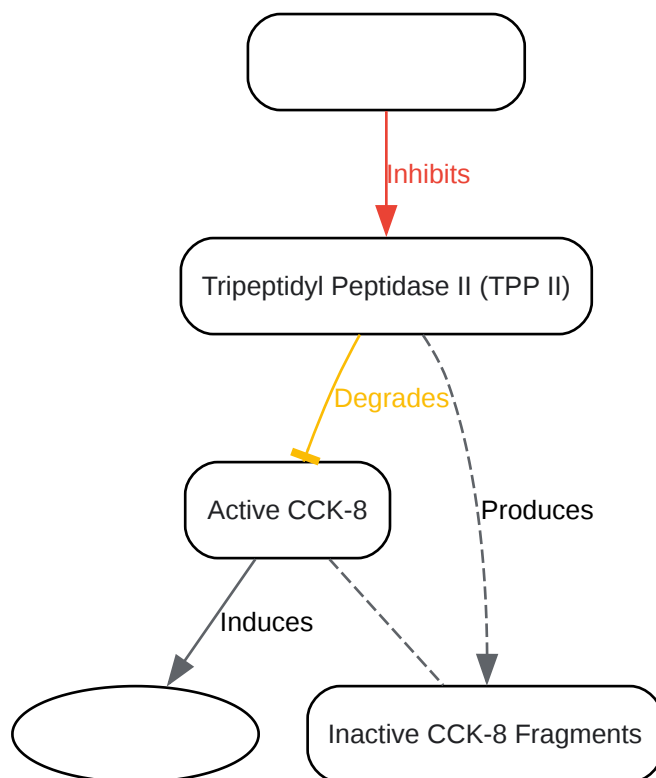 Inhibits
Tripeptidyl Peptidase II (TPP II)
Degrades
Active CCK-8
Produces
Induces
Inactive CCK-8 Fragments